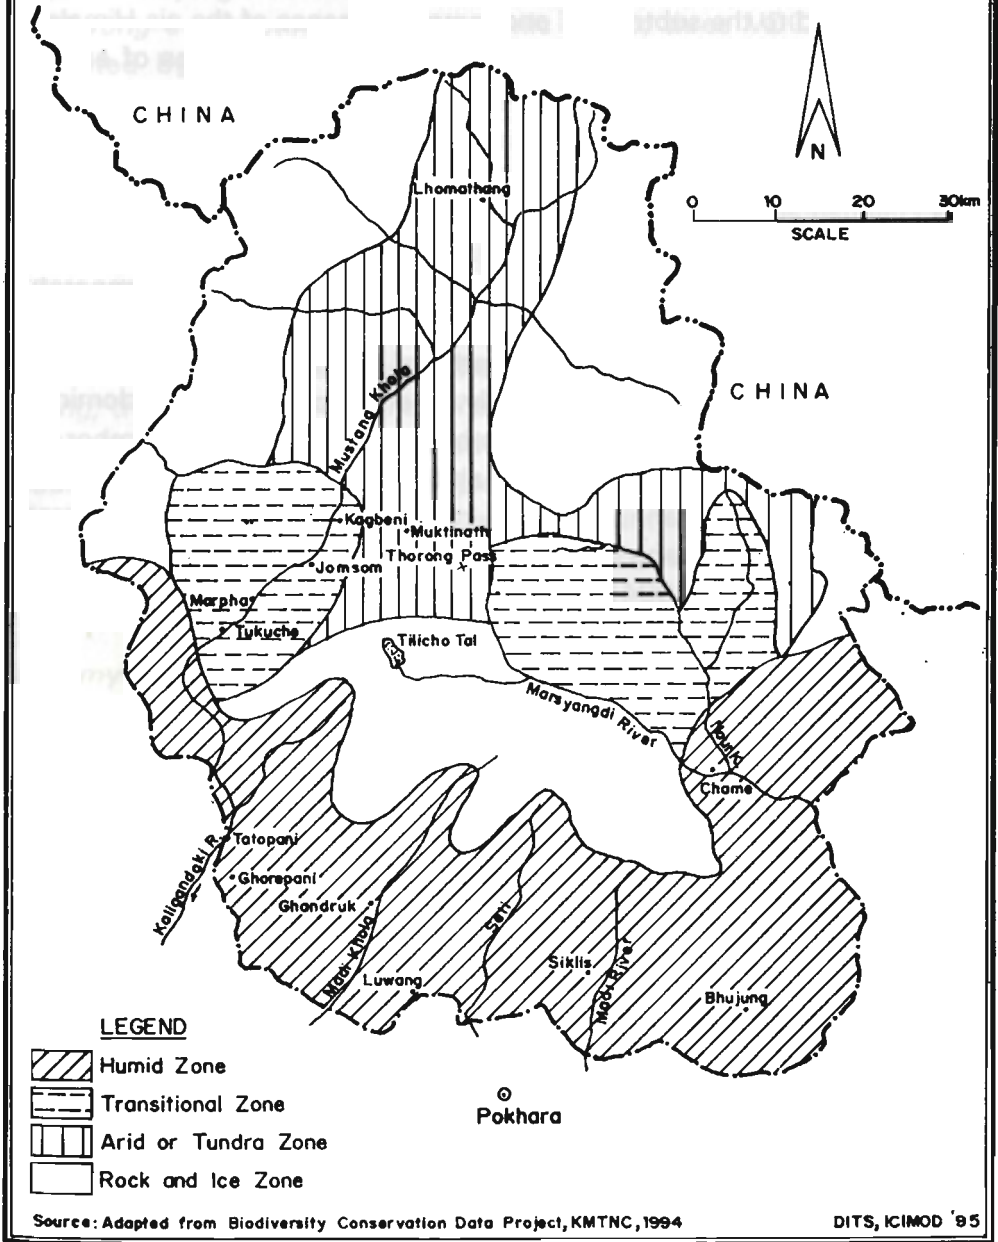 CHINA
N
0 10 20 30km
SCALE
Lhomathang
CHINA
Mustang Khola
Kagbeni
Muktinath
Thorong Pass
Jomsom
Marpha
Tukuche
Tilicho Tal
Marsyangdi River
Chame
Tatopani
Kaligandaki R.
Ghorepani
Ghandruk
Madi Khola
Seti
Siklis
Madi River
Luwang
Bhujung
LEGEND
Humid Zone
Transitional Zone
Arid or Tundra Zone
Rock and Ice Zone
Pokhara
Source: Adapted from Biodiversity Conservation Data Project, KMTNC, 1994
DITS, ICIMOD '95